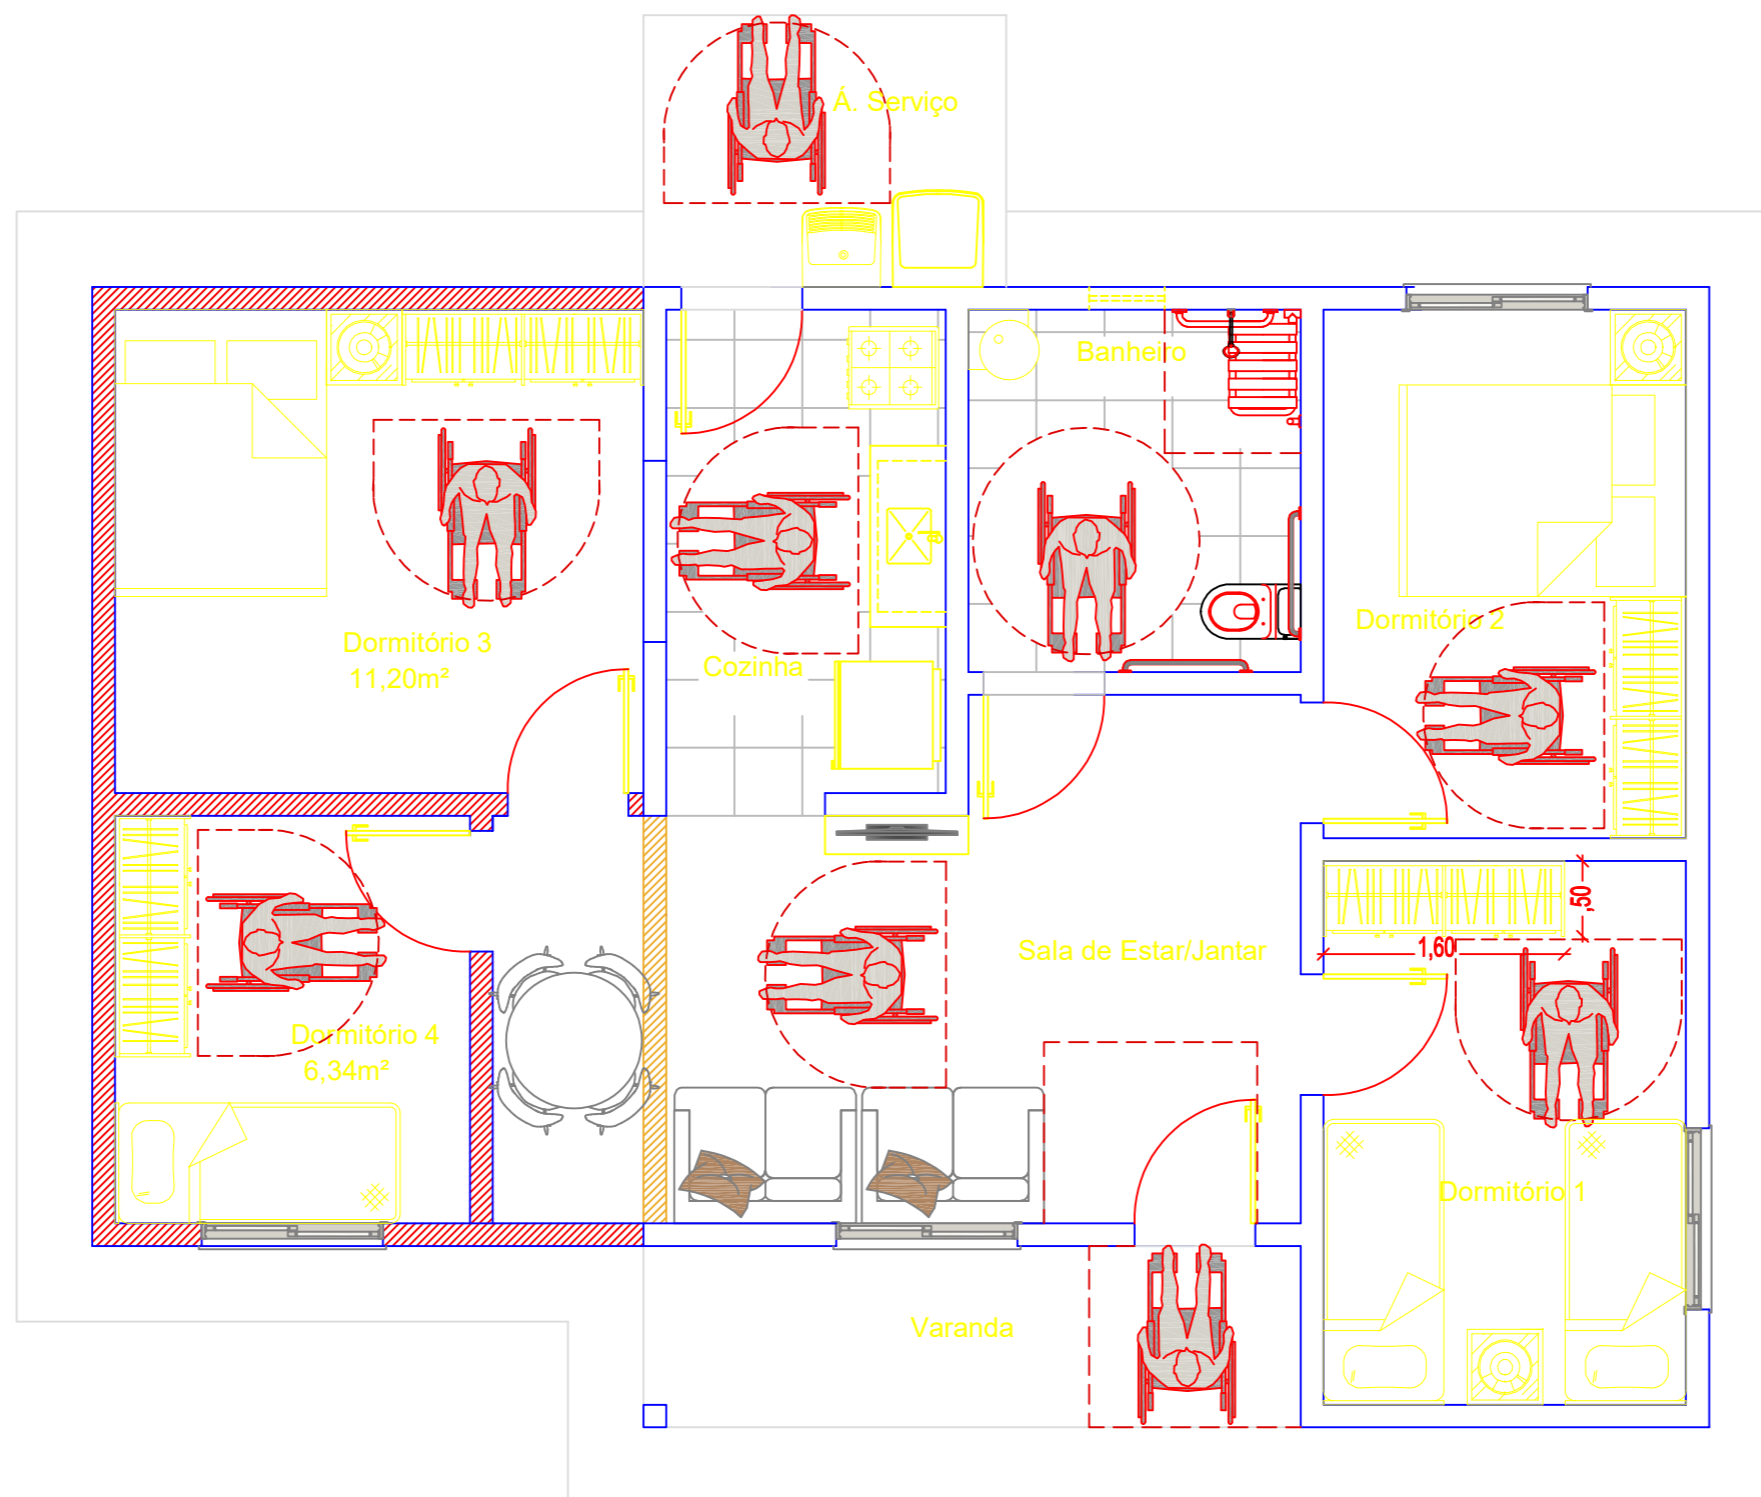 Á. Serviço
Banheiro
Dormitório 2
Dormitório 3
11,20m²
Cozinha
,50
1,60
Sala de Estar/Jantar
Dormitório 4
6,34m²
Dormitório 1
Varanda